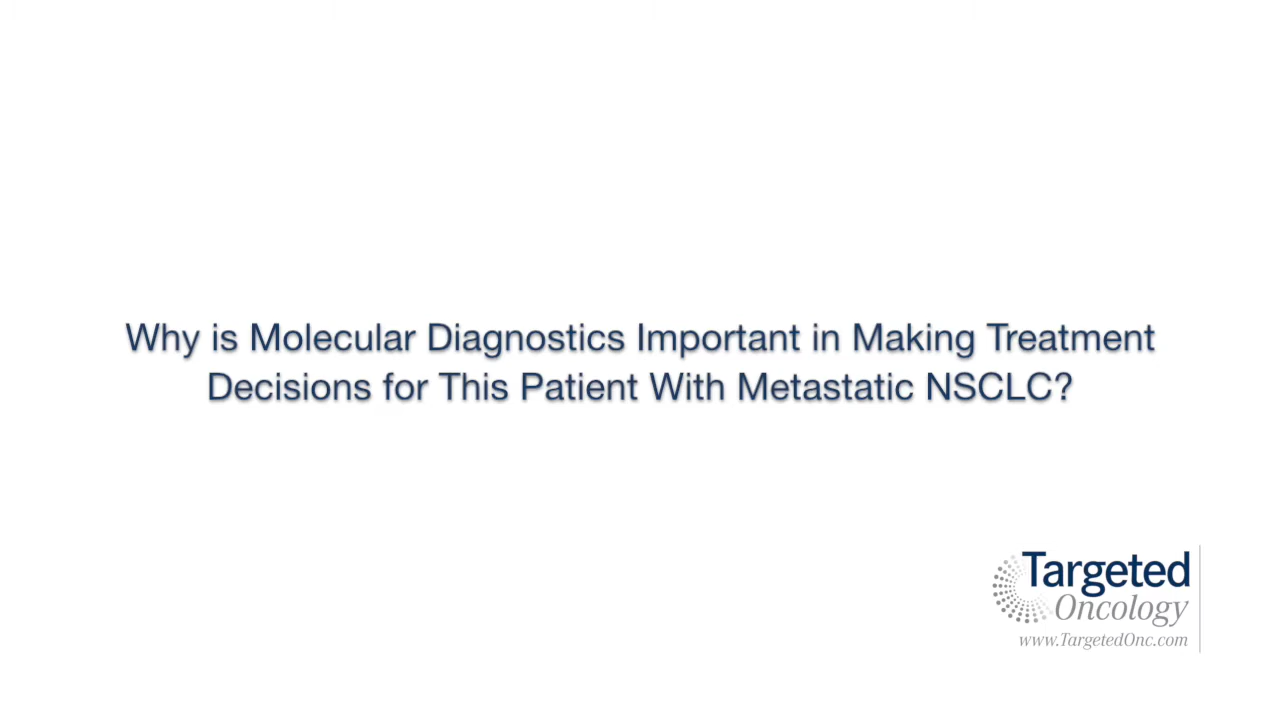 Why is Molecular Diagnostics Important in Making Treatment
Decisions for This Patient With Metastatic NSCLC?
Targeted
Oncology
www.TargetedOnc.com